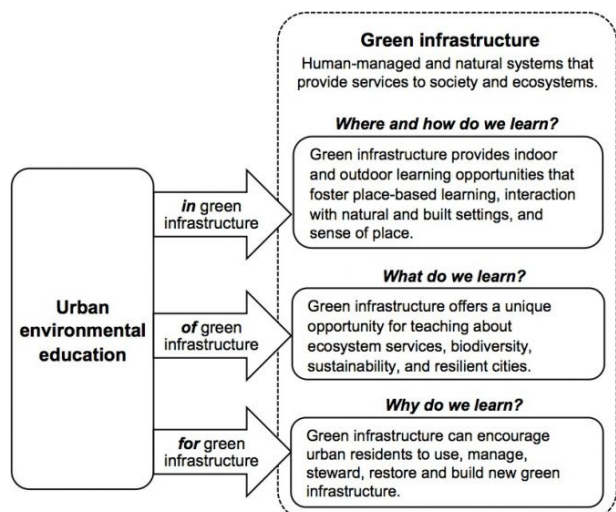 Green infrastructure
Human-managed and natural systems that
provide services to society and ecosystems.
Where and how do we learn?
Green infrastructure provides indoor
and outdoor learning opportunities that
foster place-based learning, interaction
with natural and built settings, and
sense of place.
in green
infrastructure
What do we learn?
Green infrastructure offers a unique
opportunity for teaching about
ecosystem services, biodiversity,
sustainability, and resilient cities.
Urban
environmental
education
of green
infrastructure
Why do we learn?
Green infrastructure can encourage
urban residents to use, manage,
steward, restore and build new green
infrastructure.
for green
infrastructure